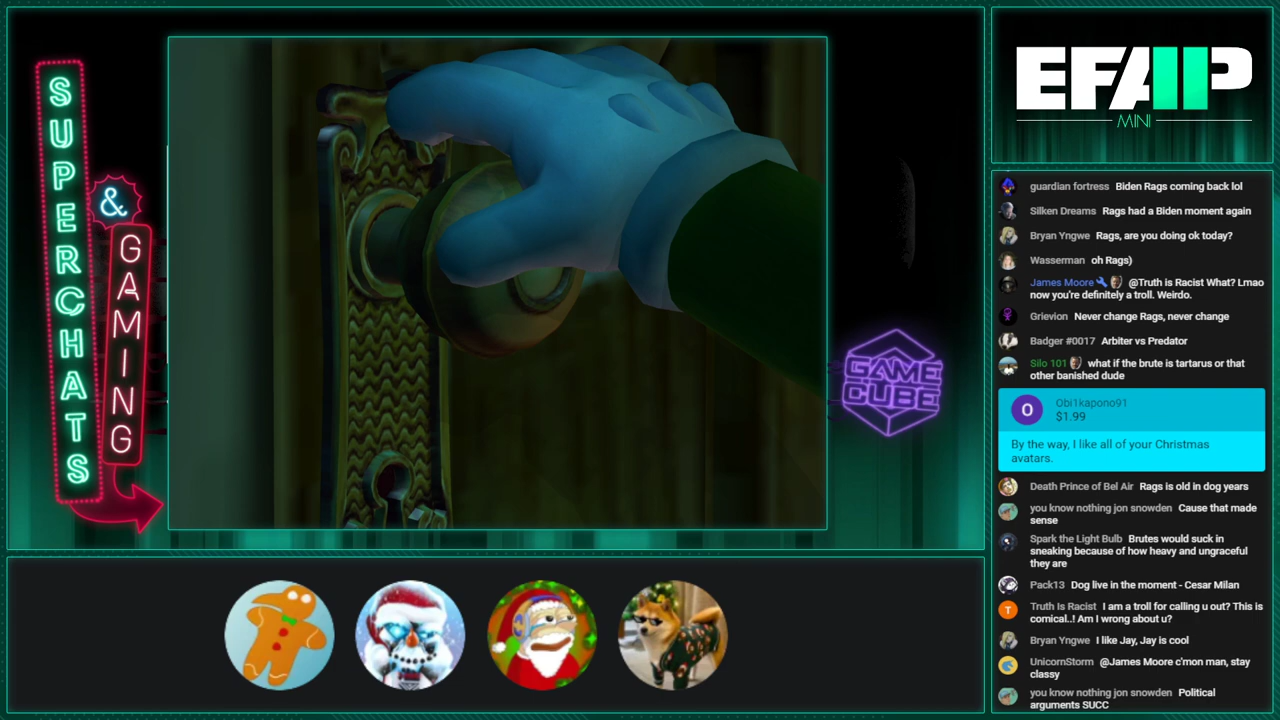 SUPERCHATS
&
GAMING
GAME
CUBE
EFAP
MINI
guardian fortress Biden Rags coming back lol
Silken Dreams Rags had a Biden moment again
Bryan Yngwe Rags, are you doing ok today?
Wasserman oh Rags)
James Moore @Truth is Racist What? Lmao
now you're definitely a troll. Weirdo.
Grievion Never change Rags, never change
Badger #0017 Arbiter vs Predator
Silo 101 what if the brute is tartarus or that
other banished dude
O
Obi1kapono91
$1.99
By the way, I like all of your Christmas
avatars.
Death Prince of Bel Air Rags is old in dog years
you know nothing jon snowden Cause that made
sense
Spark the Light Bulb Brutes would suck in
sneaking because of how heavy and ungraceful
they are
Pack13 Dog live in the moment - Cesar Milan
T
Truth Is Racist I am a troll for calling u out? This is
comical..! Am I wrong about u?
Bryan Yngwe I like Jay, Jay is cool
UnicornStorm @James Moore c'mon man, stay
classy
you know nothing jon snowden Political
arguments SUCC